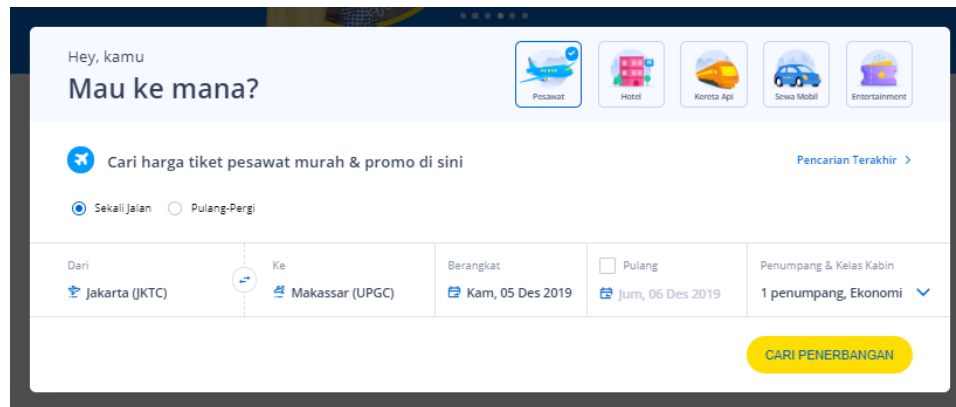 Hey, kamu
Mau ke mana?
Pesawat
Hotel
Kereta Api
Sewa Mobil
Entertainment
Cari harga tiket pesawat murah & promo di sini
Pencarian Terakhir >
Sekali Jalan
Pulang-Pergi
Dari
Ke
Berangkat
Pulang
Penumpang & Kelas Kabin
Jakarta (JKTC)
Makassar (UPGC)
Kam, 05 Des 2019
Jum, 06 Des 2019
1 penumpang, Ekonomi
CARI PENERBANGAN